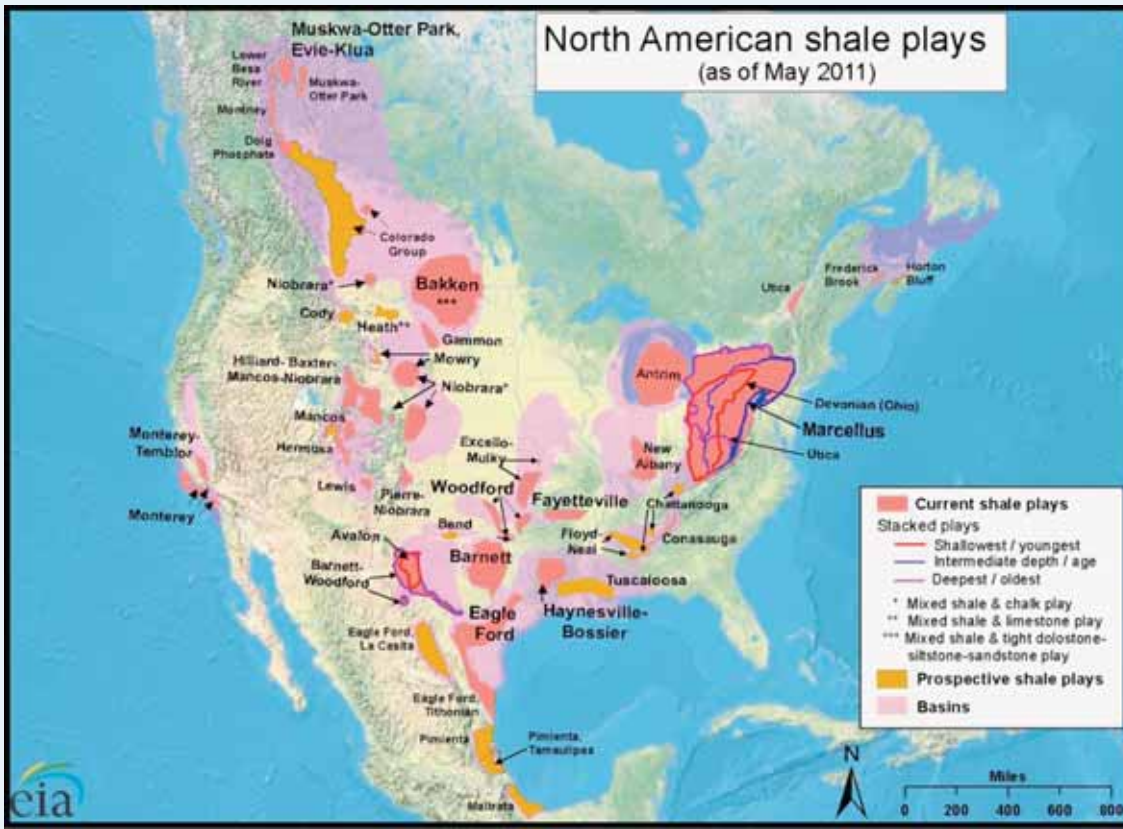 North American shale plays
(as of May 2011)
Muskwa-Otter Park,
Evie-Klua
Lower
Besa
River
Muskwa-
Otter Park
Montney
Doig
Phosphate
Colorado
Group
Niobrara*
Bakken
***
Cody
Heath**
Gammon
Mowry
Hilliard- Baxter-
Mancos-Niobrara
Niobrara*
Mancos
Hermosa
Monterey-
Temblor
Monterey
Lewis
Pierre-
Niobrara
Excello-
Mulky
Woodford
Fayetteville
Bend
Avalon
Barnett-
Woodford
Barnett
Eagle
Ford
Haynesville-
Bossier
Tuscaloosa
Floyd-
Neal
Conasauga
Chattanooga
New
Albany
Antrim
Devonian (Ohio)
Marcellus
Utica
Utica
Frederick
Brook
Horton
Bluff
Eagle Ford,
La Casita
Eagle Ford,
Tithonian
Pimienta
Pimienta,
Tamaulipas
Maltrata
Current shale plays
Stacked plays
Shallowest / youngest
Intermediate depth / age
Deepest / oldest
* Mixed shale & chalk play
** Mixed shale & limestone play
*** Mixed shale & tight dolostone-
siltstone-sandstone play
Prospective shale plays
Basins
N
Miles
0 200 400 600 800
eia